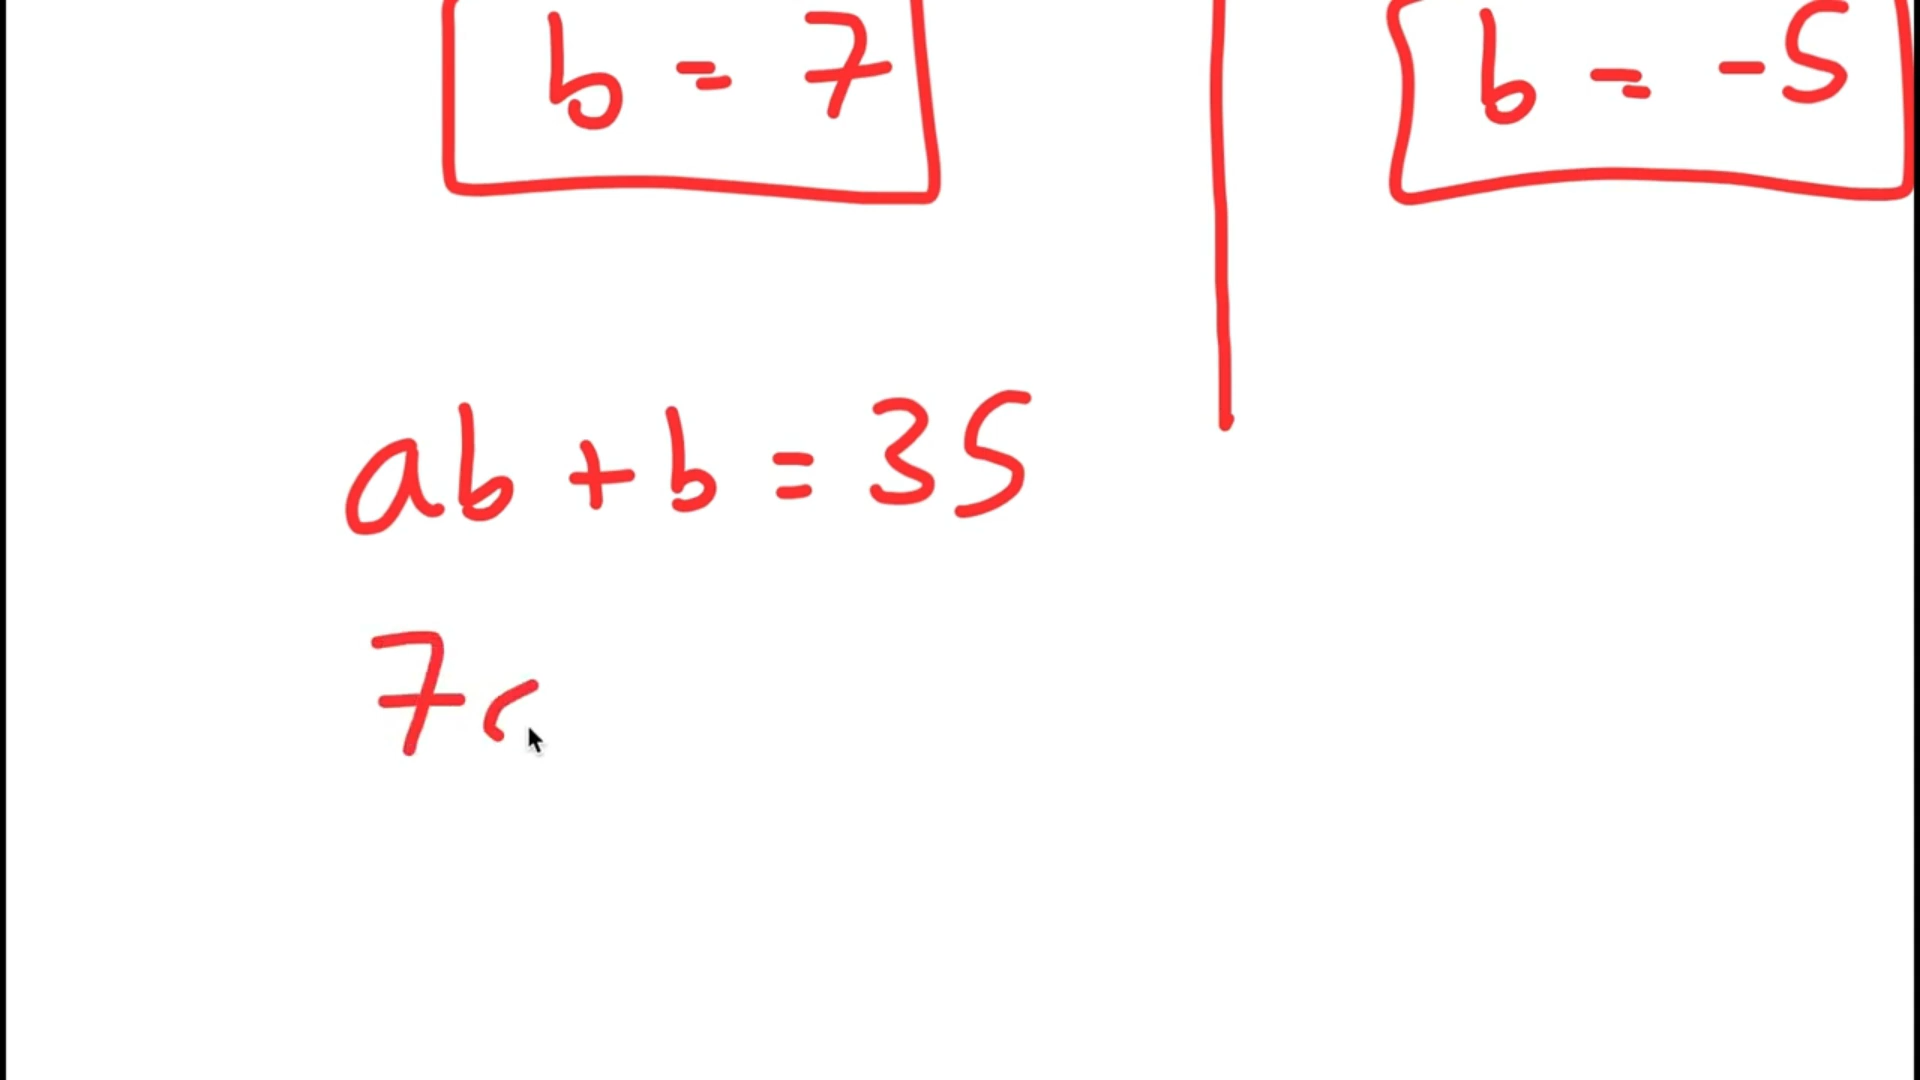 b = 7
b = -5
ab + b = 35
7